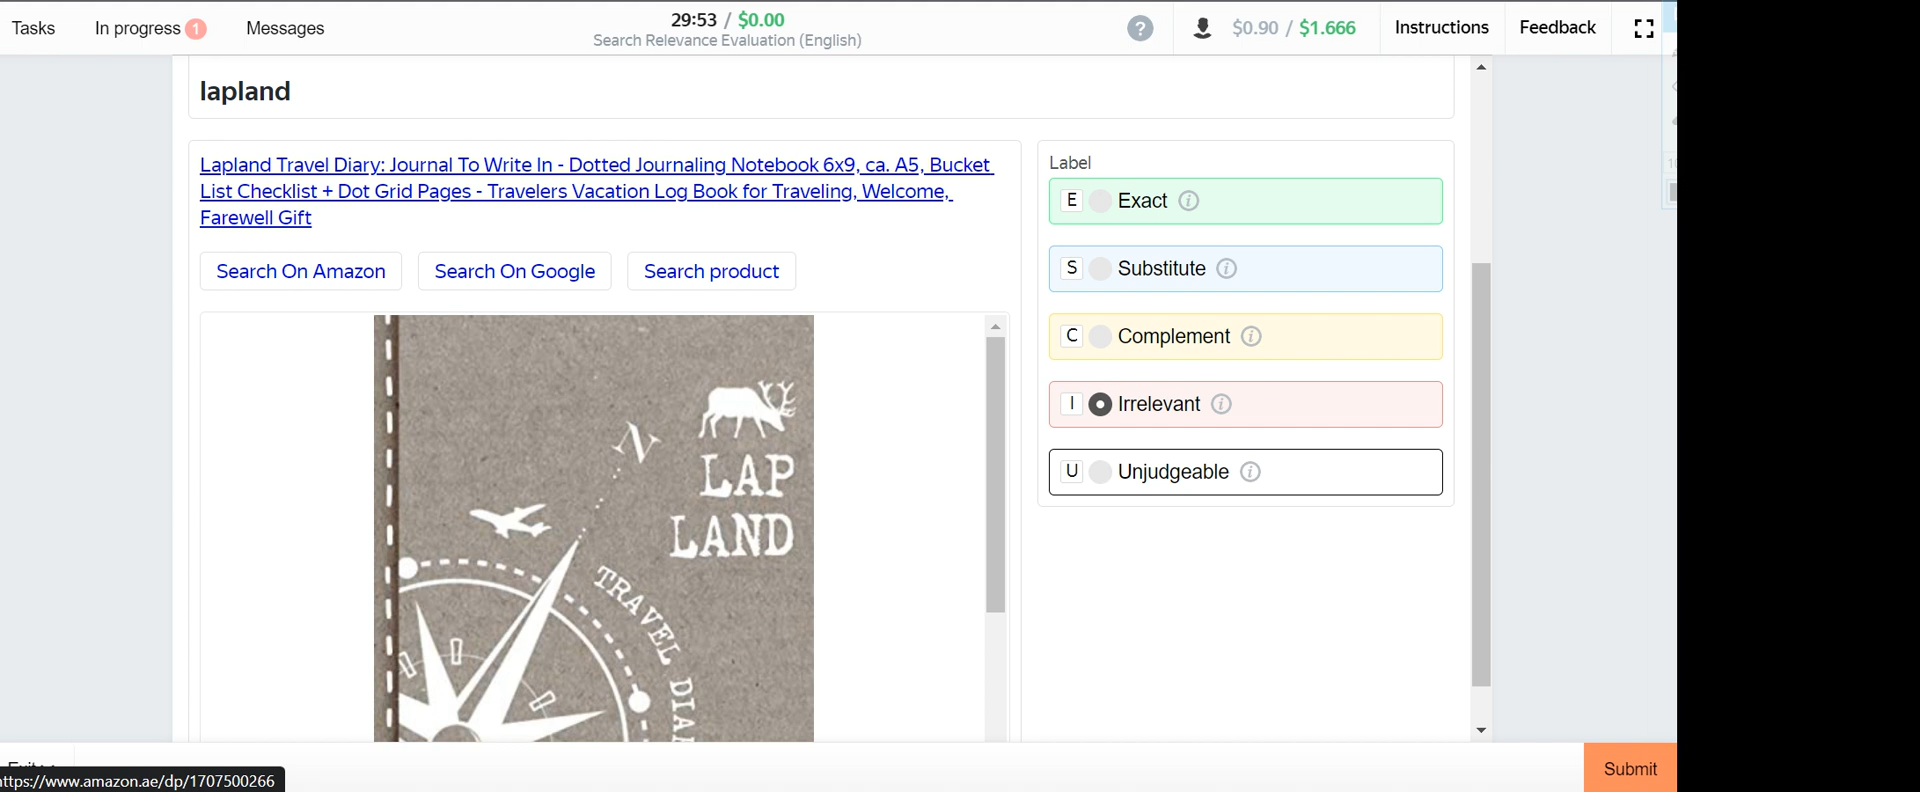 Tasks
In progress 1
Messages
29:53 / $0.00
Search Relevance Evaluation (English)
?
$0.90 / $1.666
Instructions
Feedback
lapland
Lapland Travel Diary: Journal To Write In - Dotted Journaling Notebook 6x9, ca. A5, Bucket
List Checklist + Dot Grid Pages - Travelers Vacation Log Book for Traveling, Welcome,
Farewell Gift
Search On Amazon
Search On Google
Search product
N
LAP
LAND
TRAVEL DIA
Label
E Exact i
S Substitute i
C Complement i
I Irrelevant i
U Unjudgeable i
ttps://www.amazon.ae/dp/1707500266
Submit